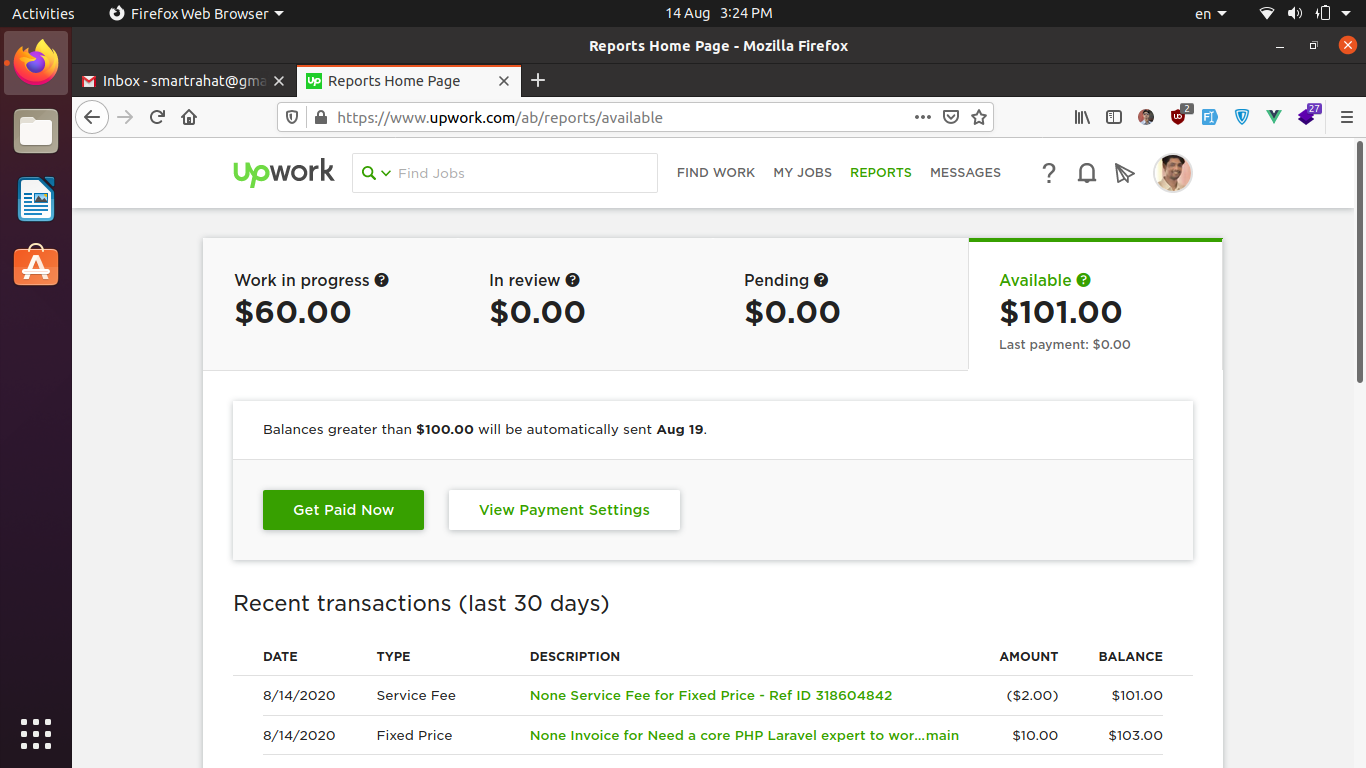 Activities Firefox Web Browser 14 Aug 3:24 PM en
Reports Home Page - Mozilla Firefox
Inbox - smartrahat@gma Up Reports Home Page
https://www.upwork.com/ab/reports/available 2 27
Upwork Find Jobs FIND WORK MY JOBS REPORTS MESSAGES ?
Work in progress ? In review ? Pending ? Available ?
$60.00 $0.00 $0.00 $101.00
Last payment: $0.00
Balances greater than $100.00 will be automatically sent Aug 19.
Get Paid Now View Payment Settings
Recent transactions (last 30 days)
DATE TYPE DESCRIPTION AMOUNT BALANCE
8/14/2020 Service Fee None Service Fee for Fixed Price - Ref ID 318604842 ($2.00) $101.00
8/14/2020 Fixed Price None Invoice for Need a core PHP Laravel expert to wor...main $10.00 $103.00